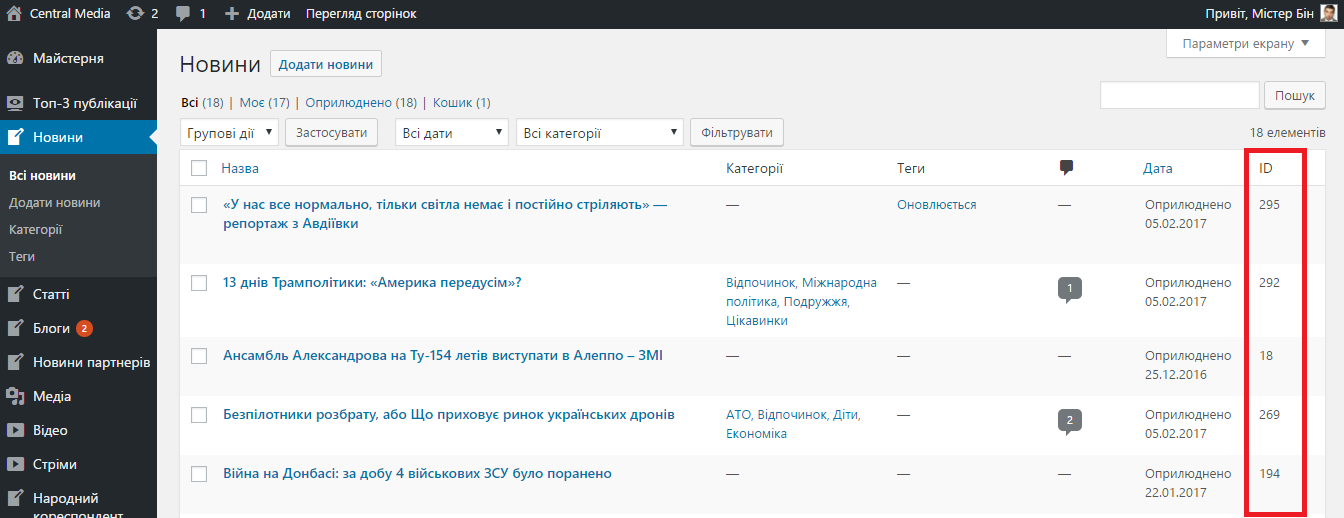 Central Media 2 1 Додати Перегляд сторінок Привіт, Містер Бін
Параметри екрану
Майстерня
Топ-3 публікації
Новини
Всі новини
Додати новини
Категорії
Теги
Статті
Блоги 2
Новини партнерів
Медіа
Відео
Стріми
Народний
кореспондент
Новини Додати новини
Всі (18) | Моє (17) | Оприлюднено (18) | Кошик (1)
Пошук
Групові дії Застосувати Всі дати Всі категорії Фільтрувати
18 елементів
Назва Категорії Теги Дата ID
«У нас все нормально, тільки світла немає і постійно стріляють» — — Оновлюється — Оприлюднено 295
репортаж з Авдіївки 05.02.2017
13 днів Трамполітики: «Америка передусім»? Відпочинок, Міжнародна — 1 Оприлюднено 292
політика, Подружжя, 05.02.2017
Цікавинки
Ансамбль Александрова на Ту-154 летів виступати в Алеппо – ЗМІ — — — Оприлюднено 18
25.12.2016
Безпілотники розбрату, або Що приховує ринок українських дронів АТО, Відпочинок, Діти, — 2 Оприлюднено 269
Економіка 05.02.2017
Війна на Донбасі: за добу 4 військових ЗСУ було поранено — — — Оприлюднено 194
22.01.2017